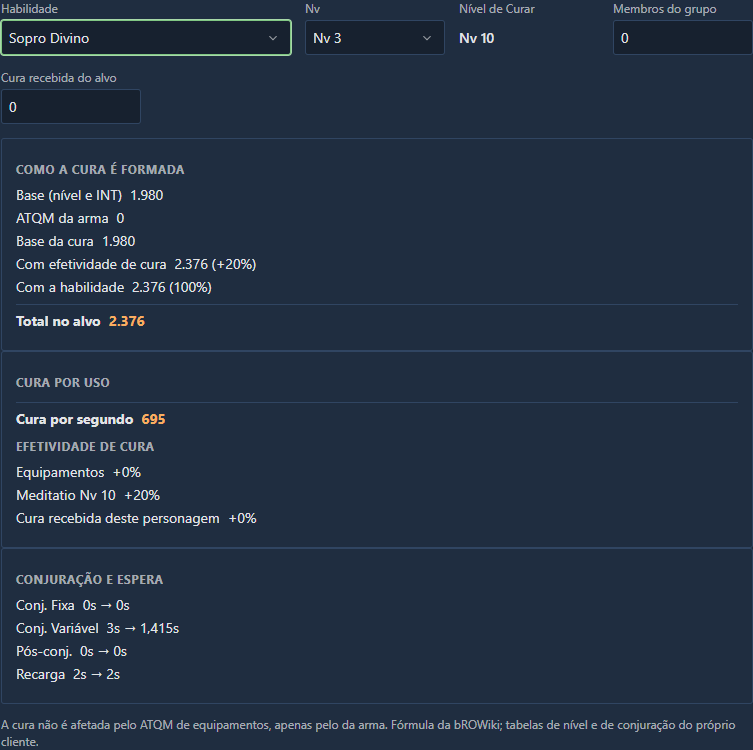 Habilidade Nv Nível de Curar Membros do grupo
Sopro Divino Nv 3 Nv 10 0
Cura recebida do alvo
0
COMO A CURA É FORMADA
Base (nível e INT) 1.980
ATQM da arma 0
Base da cura 1.980
Com efetividade de cura 2.376 (+20%)
Com a habilidade 2.376 (100%)
Total no alvo 2.376
CURA POR USO
Cura por segundo 695
EFETIVIDADE DE CURA
Equipamentos +0%
Meditatio Nv 10 +20%
Cura recebida deste personagem +0%
CONJURAÇÃO E ESPERA
Conj. Fixa 0s → 0s
Conj. Variável 3s → 1,415s
Pós-conj. 0s → 0s
Recarga 2s → 2s
A cura não é afetada pelo ATQM de equipamentos, apenas pelo da arma. Fórmula da bROWiki; tabelas de nível e de conjuração do próprio
cliente.